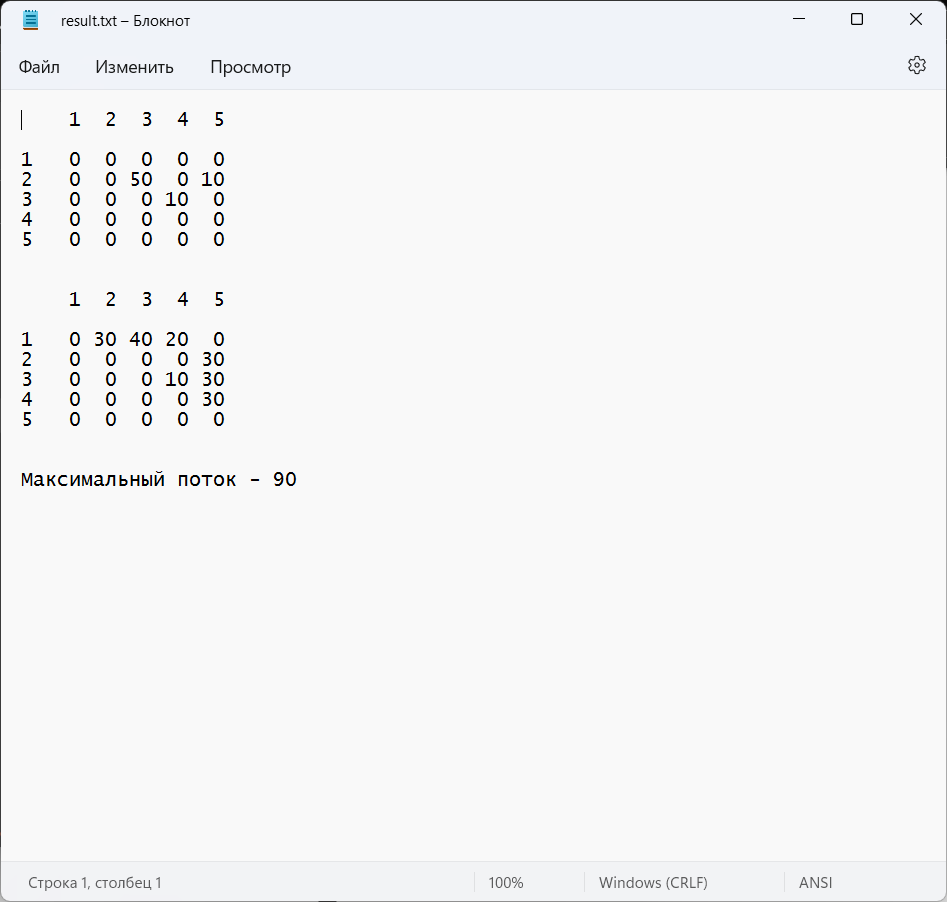 result.txt – Блокнот
Файл Изменить Просмотр
1 2 3 4 5
1 0 0 0 0 0
2 0 0 50 0 10
3 0 0 0 10 0
4 0 0 0 0 0
5 0 0 0 0 0
1 2 3 4 5
1 0 30 40 20 0
2 0 0 0 0 30
3 0 0 0 10 30
4 0 0 0 0 30
5 0 0 0 0 0
Максимальный поток - 90
Строка 1, столбец 1 100% Windows (CRLF) ANSI